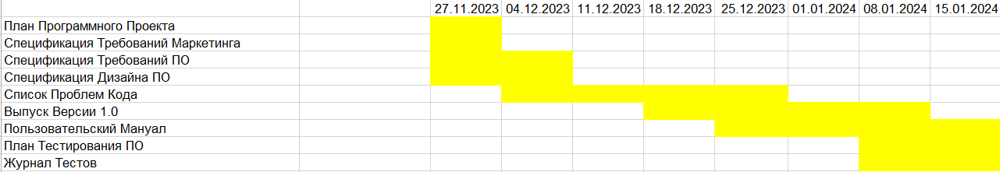 27.11.2023 04.12.2023 11.12.2023 18.12.2023 25.12.2023 01.01.2024 08.01.2024 15.01.2024
План Программного Проекта
Спецификация Требований Маркетинга
Спецификация Требований ПО
Спецификация Дизайна ПО
Список Проблем Кода
Выпуск Версии 1.0
Пользовательский Мануал
План Тестирования ПО
Журнал Тестов